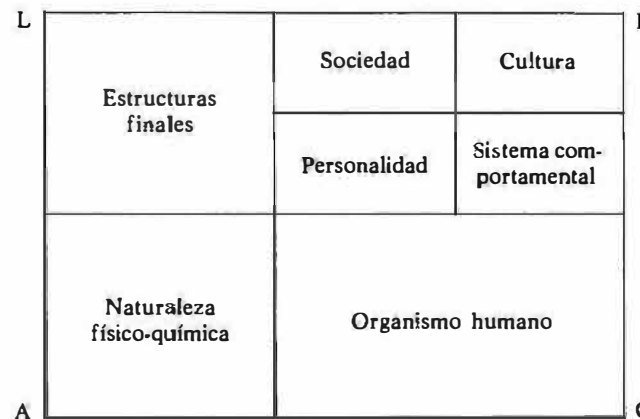 L
Estructuras
finales
Sociedad
Cultura
Personalidad
Sistema com-
portamental
Naturaleza
físico-química
Organismo humano
A